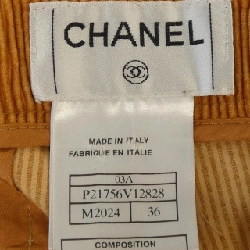 CHANEL
MADE IN ITALY
FABRIQUE EN ITALIE
03A
P21756V12828
M2024 36
COMPOSITION